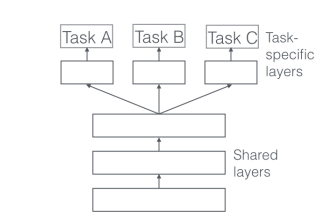 Task A
Task B
Task C
Task-
specific
layers
Shared
layers